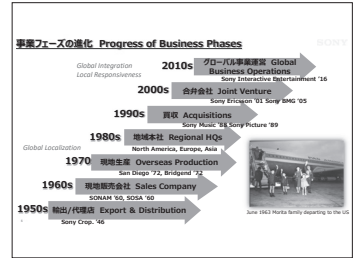 事業フェーズの進化 Progress of Business Phases
SONY
Global Integration
Local Responsiveness
2010s グローバル事業運営 Global
Business Operations
Sony Interactive Entertainment '16
2000s 合弁会社 Joint Venture
Sony Ericsson '01 Sony BMG '05
1990s 買収 Acquisitions
Sony Music '88 Sony Picture '89
1980s 地域本社 Regional HQs
North America, Europe, Asia
Global Localization
1970 現地生産 Overseas Production
San Diego '72, Bridgend '72
1960s 現地販売会社 Sales Company
SONAM '60, SOSA '60
1950s 輸出/代理店 Export & Distribution
Sony Crop. '46
June 1963 Morita family departing to the US